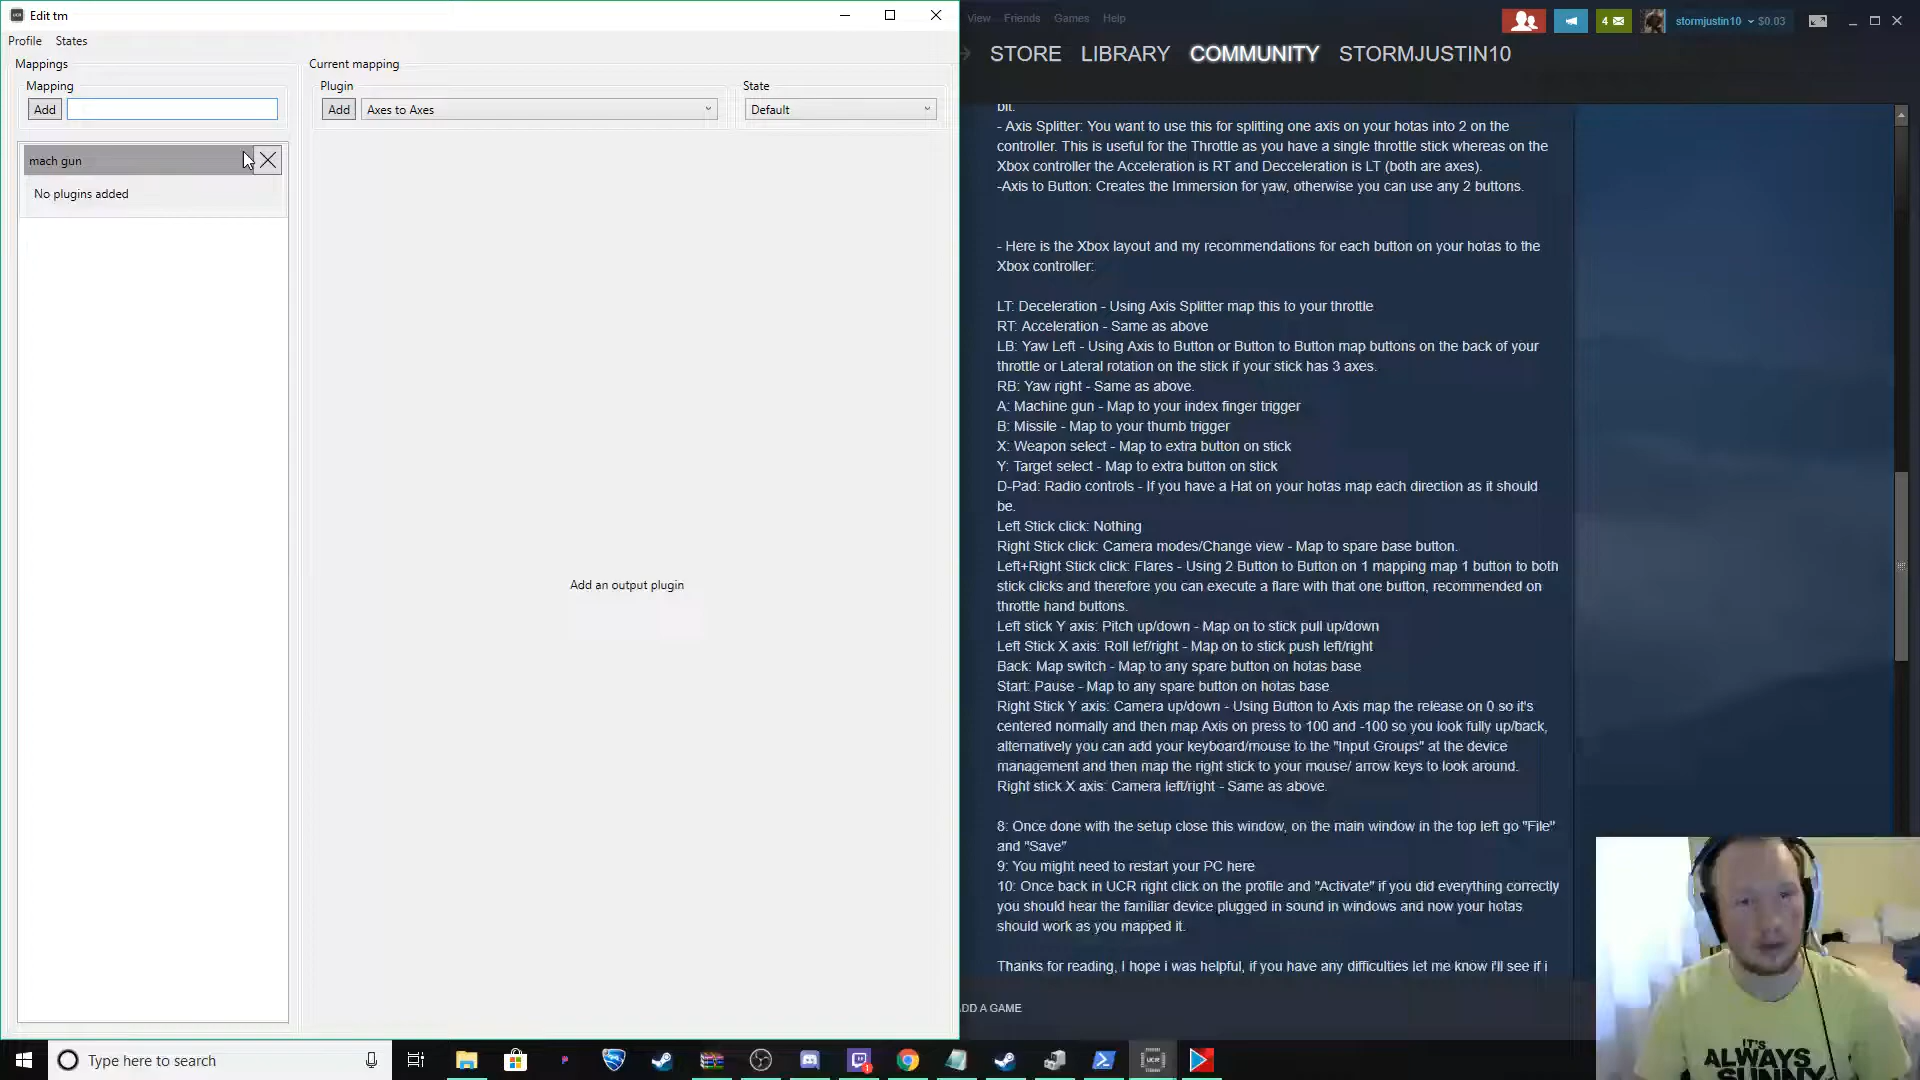 Edit tm
Profile States
Mappings
Mapping
Add
mach gun
No plugins added
Current mapping
Plugin
Add Axes to Axes
State
Default
Add an output plugin
View Friends Games Help
4
stormjustin10 $0.03
STORE LIBRARY COMMUNITY STORMJUSTIN10
bit.
- Axis Splitter: You want to use this for splitting one axis on your hotas into 2 on the
controller. This is useful for the Throttle as you have a single throttle stick whereas on the
Xbox controller the Acceleration is RT and Decceleration is LT (both are axes).
-Axis to Button: Creates the Immersion for yaw, otherwise you can use any 2 buttons.
- Here is the Xbox layout and my recommendations for each button on your hotas to the
Xbox controller:
LT: Deceleration - Using Axis Splitter map this to your throttle
RT: Acceleration - Same as above
LB: Yaw Left - Using Axis to Button or Button to Button map buttons on the back of your
throttle or Lateral rotation on the stick if your stick has 3 axes.
RB: Yaw right - Same as above.
A: Machine gun - Map to your index finger trigger
B: Missile - Map to your thumb trigger
X: Weapon select - Map to extra button on stick
Y: Target select - Map to extra button on stick
D-Pad: Radio controls - If you have a Hat on your hotas map each direction as it should
be.
Left Stick click: Nothing
Right Stick click: Camera modes/Change view - Map to spare base button.
Left+Right Stick click: Flares - Using 2 Button to Button on 1 mapping map 1 button to both
stick clicks and therefore you can execute a flare with that one button, recommended on
throttle hand buttons.
Left stick Y axis: Pitch up/down - Map on to stick pull up/down
Left Stick X axis: Roll lef/right - Map on to stick push left/right
Back: Map switch - Map to any spare button on hotas base
Start: Pause - Map to any spare button on hotas base
Right Stick Y axis: Camera up/down - Using Button to Axis map the release on 0 so it's
centered normally and then map Axis on press to 100 and -100 so you look fully up/back,
alternatively you can add your keyboard/mouse to the "Input Groups" at the device
management and then map the right stick to your mouse/ arrow keys to look around.
Right stick X axis: Camera left/right - Same as above.
8: Once done with the setup close this window, on the main window in the top left go "File"
and "Save"
9: You might need to restart your PC here
10: Once back in UCR right click on the profile and "Activate" if you did everything correctly
you should hear the familiar device plugged in sound in windows and now your hotas
should work as you mapped it.
Thanks for reading, I hope i was helpful, if you have any difficulties let me know i'll see if i
ADD A GAME
IT'S
ALWAYS
SUNNY
Type here to search
UCR